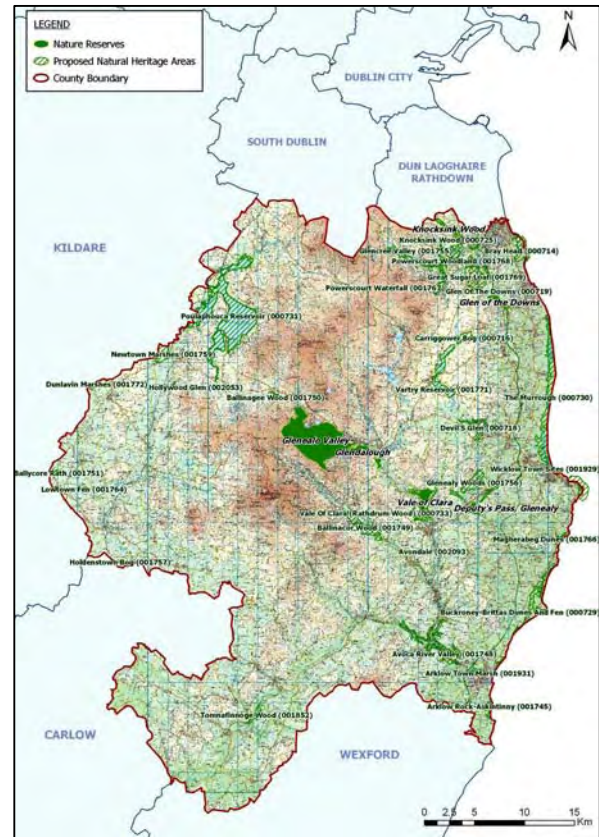 LEGEND
Nature Reserves
Proposed Natural Heritage Areas
County Boundary
N
DUBLIN CITY
SOUTH DUBLIN
DUN LAOGHAIRE
RATHDOWN
KILDARE
Knocksink Wood
Knocksink Wood (000725)
Glencree Valley (001755)
Bray Head (000714)
Powerscourt Woodland (001768)
Great Sugar Loaf (001769)
Powerscourt Waterfall (001767)
Glen Of The Downs (000719)
Glen of the Downs
Poulaphouca Reservoir (000731)
Carriggower Bog (000716)
Newtown Marshes (001759)
Dunlavin Marshes (001772)
Hollywood Glen (002053)
Vartry Reservoir (001771)
Ballinagee Wood (001750)
The Murrough (000730)
Devil S Glen (000718)
Glenealo Valley
Glendalough
Ballycore Rath (001751)
Wicklow Town Sites (001929)
Lowtown Fen (001764)
Glenealy Woods (001756)
Vale of Clara
Deputy's Pass, Glenealy
Vale Of Clara (Rathdrum Wood) (000733)
Ballinacor Wood (001749)
Magherabeg Dunes (001766)
Avondale (002093)
Holdenstown Bog (001757)
Buckroney-Brittas Dunes And Fen (000729)
Avoca River Valley (001748)
Arklow Town Marsh (001931)
Tomnafinnoge Wood (001852)
Arklow Rock-Askintinny (001745)
CARLOW
WEXFORD
0 2.5 5 10 15
Km